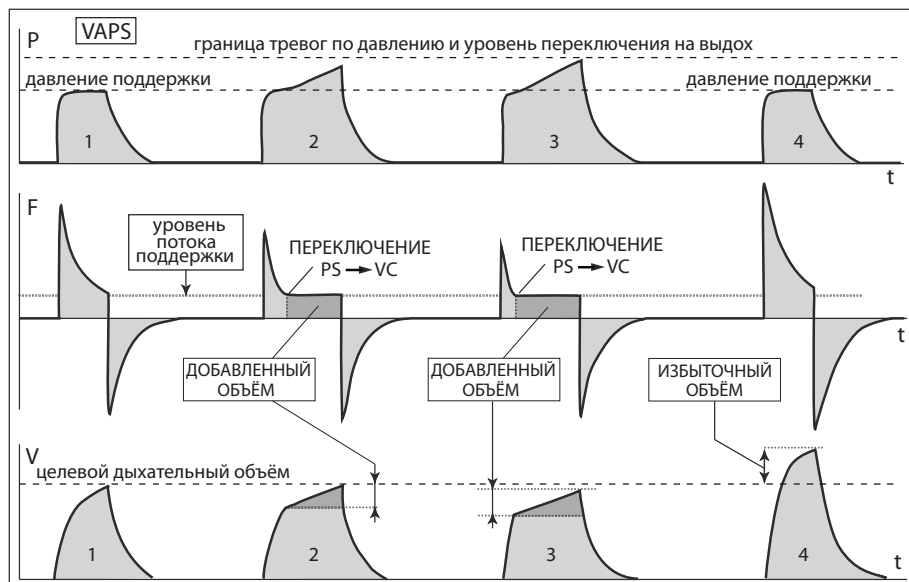 P
VAPS
граница тревог по давлению и уровень переключения на выдох
давление поддержки
давление поддержки
1
2
3
4
t
F
уровень
потока
поддержки
ПЕРЕКЛЮЧЕНИЕ
PS → VC
ПЕРЕКЛЮЧЕНИЕ
PS → VC
t
ДОБАВЛЕННЫЙ
ОБЪЁМ
ДОБАВЛЕННЫЙ
ОБЪЁМ
ИЗБЫТОЧНЫЙ
ОБЪЁМ
V
целевой дыхательный объём
1
2
3
4
t